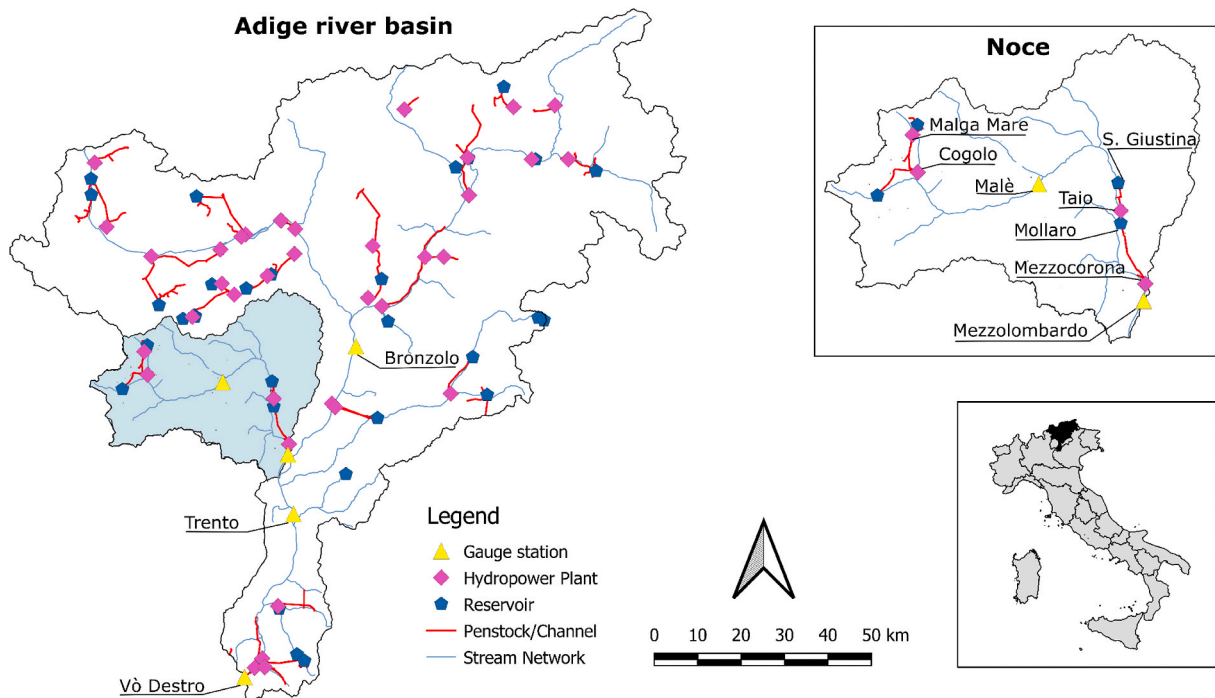 Adige river basin
Bronzolo
Trento
Vò Destro
Legend
Gauge station
Hydropower Plant
Reservoir
Penstock/Channel
Stream Network
0 10 20 30 40 50 km
Noce
Malga Mare
S. Giustina
Cogolo
Malè
Taio
Mollaro
Mezzocorona
Mezzolombardo